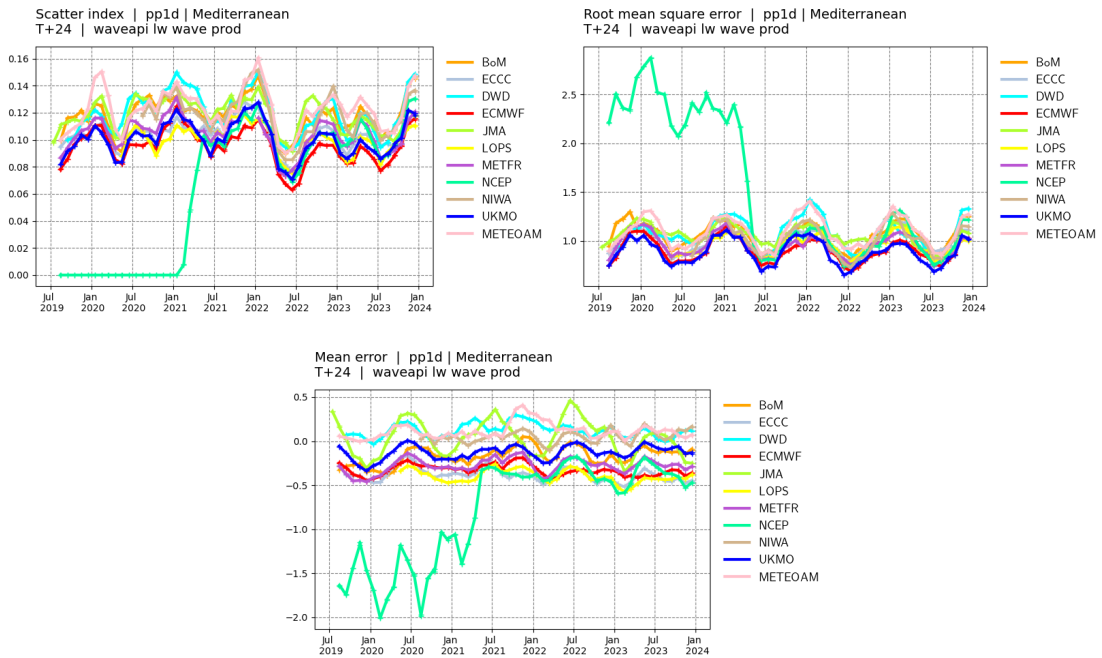 Scatter index | pp1d | Mediterranean
T+24 | waveapi lw wave prod
0.16
0.14
0.12
0.10
0.08
0.06
0.04
0.02
0.00
Jul 2019
Jan 2020
Jul 2020
Jan 2021
Jul 2021
Jan 2022
Jul 2022
Jan 2023
Jul 2023
Jan 2024
BoM
ECCC
DWD
ECMWF
JMA
LOPS
METFR
NCEP
NIWA
UKMO
METEOAM
Root mean square error | pp1d | Mediterranean
T+24 | waveapi lw wave prod
2.5
2.0
1.5
1.0
Jul 2019
Jan 2020
Jul 2020
Jan 2021
Jul 2021
Jan 2022
Jul 2022
Jan 2023
Jul 2023
Jan 2024
BoM
ECCC
DWD
ECMWF
JMA
LOPS
METFR
NCEP
NIWA
UKMO
METEOAM
Mean error | pp1d | Mediterranean
T+24 | waveapi lw wave prod
0.5
0.0
−0.5
−1.0
−1.5
−2.0
Jul 2019
Jan 2020
Jul 2020
Jan 2021
Jul 2021
Jan 2022
Jul 2022
Jan 2023
Jul 2023
Jan 2024
BoM
ECCC
DWD
ECMWF
JMA
LOPS
METFR
NCEP
NIWA
UKMO
METEOAM